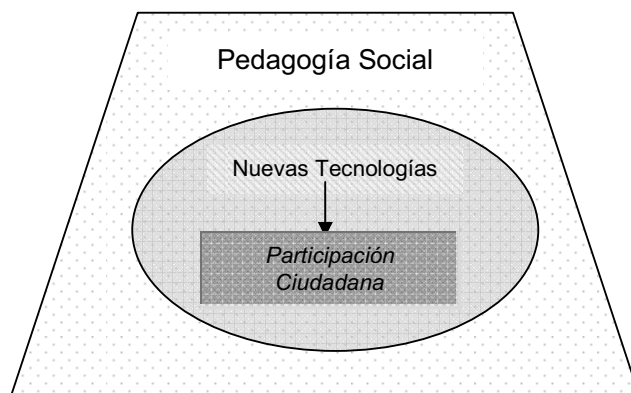 Pedagogía Social
Nuevas Tecnologías
Participación
Ciudadana